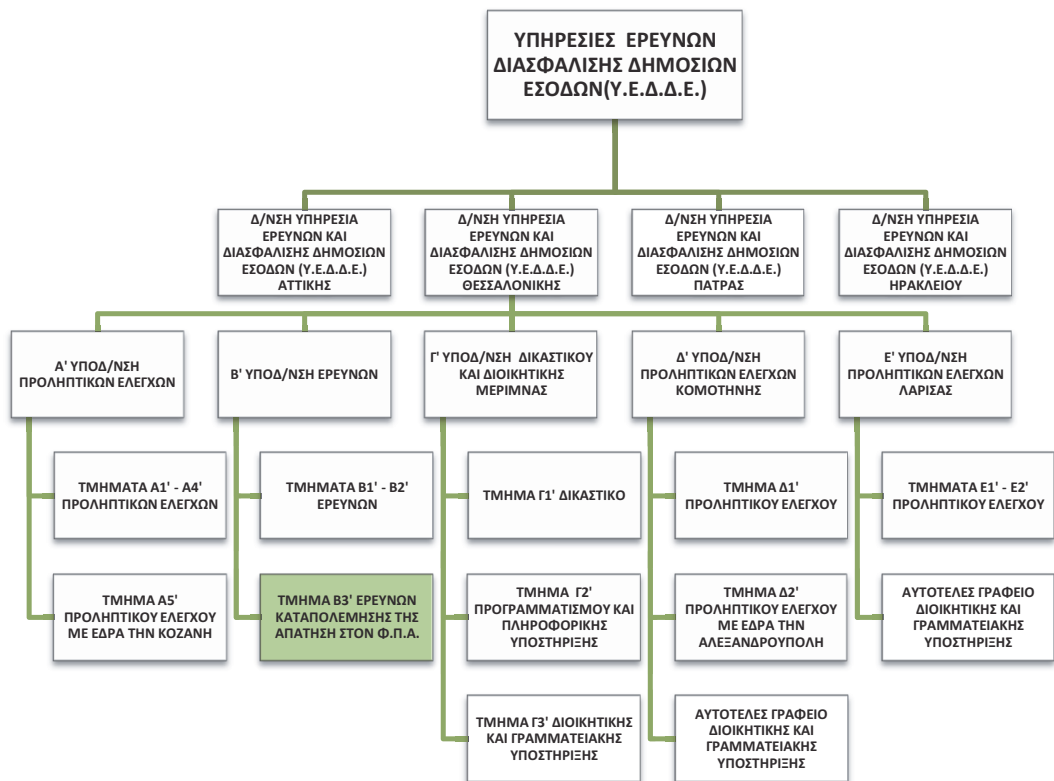 ΥΠΗΡΕΣΙΕΣ ΕΡΕΥΝΩΝ
ΔΙΑΣΦΑΛΙΣΗΣ ΔΗΜΟΣΙΩΝ
ΕΣΟΔΩΝ(Υ.Ε.Δ.Δ.Ε.)
Δ/ΝΣΗ ΥΠΗΡΕΣΙΑ
ΕΡΕΥΝΩΝ ΚΑΙ
ΔΙΑΣΦΑΛΙΣΗΣ ΔΗΜΟΣΙΩΝ
ΕΣΟΔΩΝ (Υ.Ε.Δ.Δ.Ε.)
ΑΤΤΙΚΗΣ
Δ/ΝΣΗ ΥΠΗΡΕΣΙΑ
ΕΡΕΥΝΩΝ ΚΑΙ
ΔΙΑΣΦΑΛΙΣΗΣ ΔΗΜΟΣΙΩΝ
ΕΣΟΔΩΝ (Υ.Ε.Δ.Δ.Ε.)
ΘΕΣΣΑΛΟΝΙΚΗΣ
Δ/ΝΣΗ ΥΠΗΡΕΣΙΑ
ΕΡΕΥΝΩΝ ΚΑΙ
ΔΙΑΣΦΑΛΙΣΗΣ ΔΗΜΟΣΙΩΝ
ΕΣΟΔΩΝ (Υ.Ε.Δ.Δ.Ε.)
ΠΑΤΡΑΣ
Δ/ΝΣΗ ΥΠΗΡΕΣΙΑ
ΕΡΕΥΝΩΝ ΚΑΙ
ΔΙΑΣΦΑΛΙΣΗΣ ΔΗΜΟΣΙΩΝ
ΕΣΟΔΩΝ (Υ.Ε.Δ.Δ.Ε.)
ΗΡΑΚΛΕΙΟΥ
Α' ΥΠΟΔ/ΝΣΗ
ΠΡΟΛΗΠΤΙΚΩΝ ΕΛΕΓΧΩΝ
Β' ΥΠΟΔ/ΝΣΗ ΕΡΕΥΝΩΝ
Γ' ΥΠΟΔ/ΝΣΗ ΔΙΚΑΣΤΙΚΟΥ
ΚΑΙ ΔΙΟΙΚΗΤΙΚΗΣ
ΜΕΡΙΜΝΑΣ
Δ' ΥΠΟΔ/ΝΣΗ
ΠΡΟΛΗΠΤΙΚΩΝ ΕΛΕΓΧΩΝ
ΚΟΜΟΤΗΝΗΣ
Ε' ΥΠΟΔ/ΝΣΗ
ΠΡΟΛΗΠΤΙΚΩΝ ΕΛΕΓΧΩΝ
ΛΑΡΙΣΑΣ
ΤΜΗΜΑΤΑ Α1' - Α4'
ΠΡΟΛΗΠΤΙΚΩΝ ΕΛΕΓΧΩΝ
ΤΜΗΜΑΤΑ Β1' - Β2'
ΕΡΕΥΝΩΝ
ΤΜΗΜΑ Γ1' ΔΙΚΑΣΤΙΚΟ
ΤΜΗΜΑ Δ1'
ΠΡΟΛΗΠΤΙΚΟΥ ΕΛΕΓΧΟΥ
ΤΜΗΜΑΤΑ Ε1' - Ε2'
ΠΡΟΛΗΠΤΙΚΟΥ ΕΛΕΓΧΟΥ
ΤΜΗΜΑ Α5'
ΠΡΟΛΗΠΤΙΚΟΥ ΕΛΕΓΧΟΥ
ΜΕ ΕΔΡΑ ΤΗΝ ΚΟΖΑΝΗ
ΤΜΗΜΑ Β3' ΕΡΕΥΝΩΝ
ΚΑΤΑΠΟΛΕΜΗΣΗΣ ΤΗΣ
ΑΠΑΤΗΣΗ ΣΤΟΝ Φ.Π.Α.
ΤΜΗΜΑ Γ2'
ΠΡΟΓΡΑΜΜΑΤΙΣΜΟΥ ΚΑΙ
ΠΛΗΡΟΦΟΡΙΚΗΣ
ΥΠΟΣΤΗΡΙΞΗΣ
ΤΜΗΜΑ Δ2'
ΠΡΟΛΗΠΤΙΚΟΥ ΕΛΕΓΧΟΥ
ΜΕ ΕΔΡΑ ΤΗΝ
ΑΛΕΞΑΝΔΡΟΥΠΟΛΗ
ΑΥΤΟΤΕΛΕΣ ΓΡΑΦΕΙΟ
ΔΙΟΙΚΗΤΙΚΗΣ ΚΑΙ
ΓΡΑΜΜΑΤΕΙΑΚΗΣ
ΥΠΟΣΤΗΡΙΞΗΣ
ΤΜΗΜΑ Γ3' ΔΙΟΙΚΗΤΙΚΗΣ
ΚΑΙ ΓΡΑΜΜΑΤΕΙΑΚΗΣ
ΥΠΟΣΤΗΡΙΞΗΣ
ΑΥΤΟΤΕΛΕΣ ΓΡΑΦΕΙΟ
ΔΙΟΙΚΗΤΙΚΗΣ ΚΑΙ
ΓΡΑΜΜΑΤΕΙΑΚΗΣ
ΥΠΟΣΤΗΡΙΞΗΣ